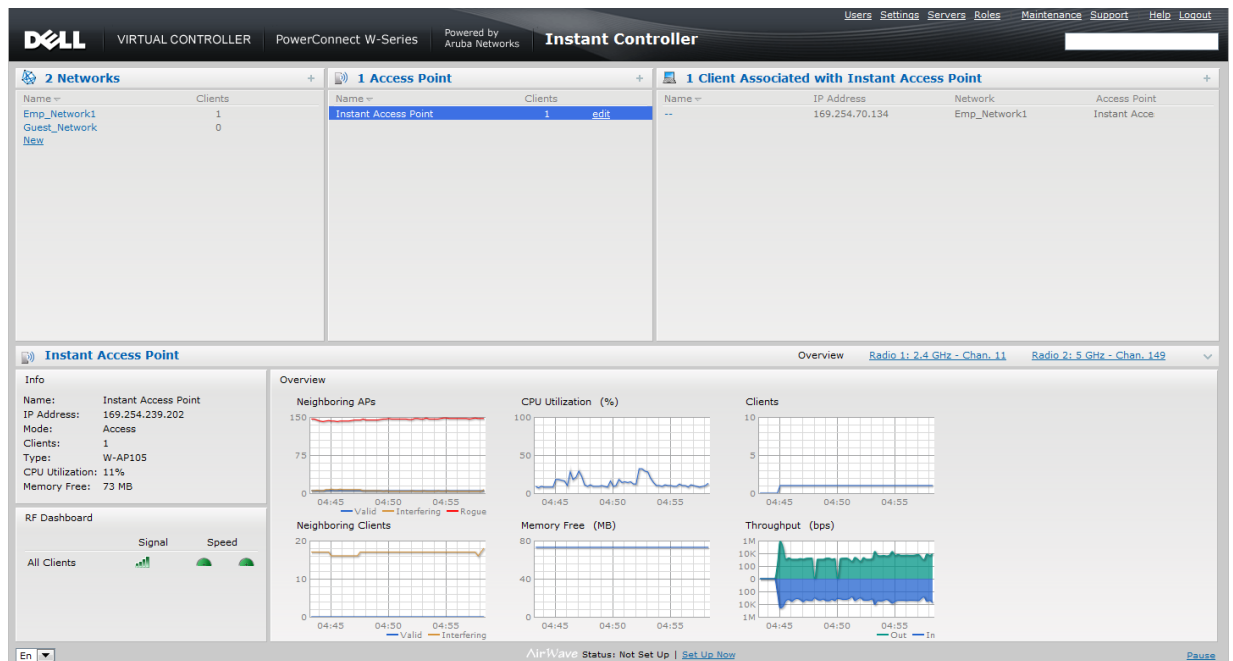 Users Settings Servers Roles Maintenance Support Help Logout
DELL VIRTUAL CONTROLLER PowerConnect W-Series Powered by Aruba Networks Instant Controller
2 Networks +
Name Clients
Emp_Network1 1
Guest_Network 0
New
1 Access Point +
Name Clients
Instant Access Point 1 edit
1 Client Associated with Instant Access Point +
Name IP Address Network Access Point
-- 169.254.70.134 Emp_Network1 Instant Acce
Instant Access Point Overview Radio 1: 2.4 GHz - Chan. 11 Radio 2: 5 GHz - Chan. 149
Info
Name: Instant Access Point
IP Address: 169.254.239.202
Mode: Access
Clients: 1
Type: W-AP105
CPU Utilization: 11%
Memory Free: 73 MB
RF Dashboard
Signal Speed
All Clients
Overview
Neighboring APs
150
75
0
04:45 04:50 04:55
Valid Interfering Rogue
CPU Utilization (%)
100
50
0
04:45 04:50 04:55
Clients
10
5
0
04:45 04:50 04:55
Neighboring Clients
20
10
0
04:45 04:50 04:55
Valid Interfering
Memory Free (MB)
80
40
0
04:45 04:50 04:55
Throughput (bps)
1M
10K
100
0
100
10K
1M
04:45 04:50 04:55
Out In
En AirWave Status: Not Set Up | Set Up Now Pause